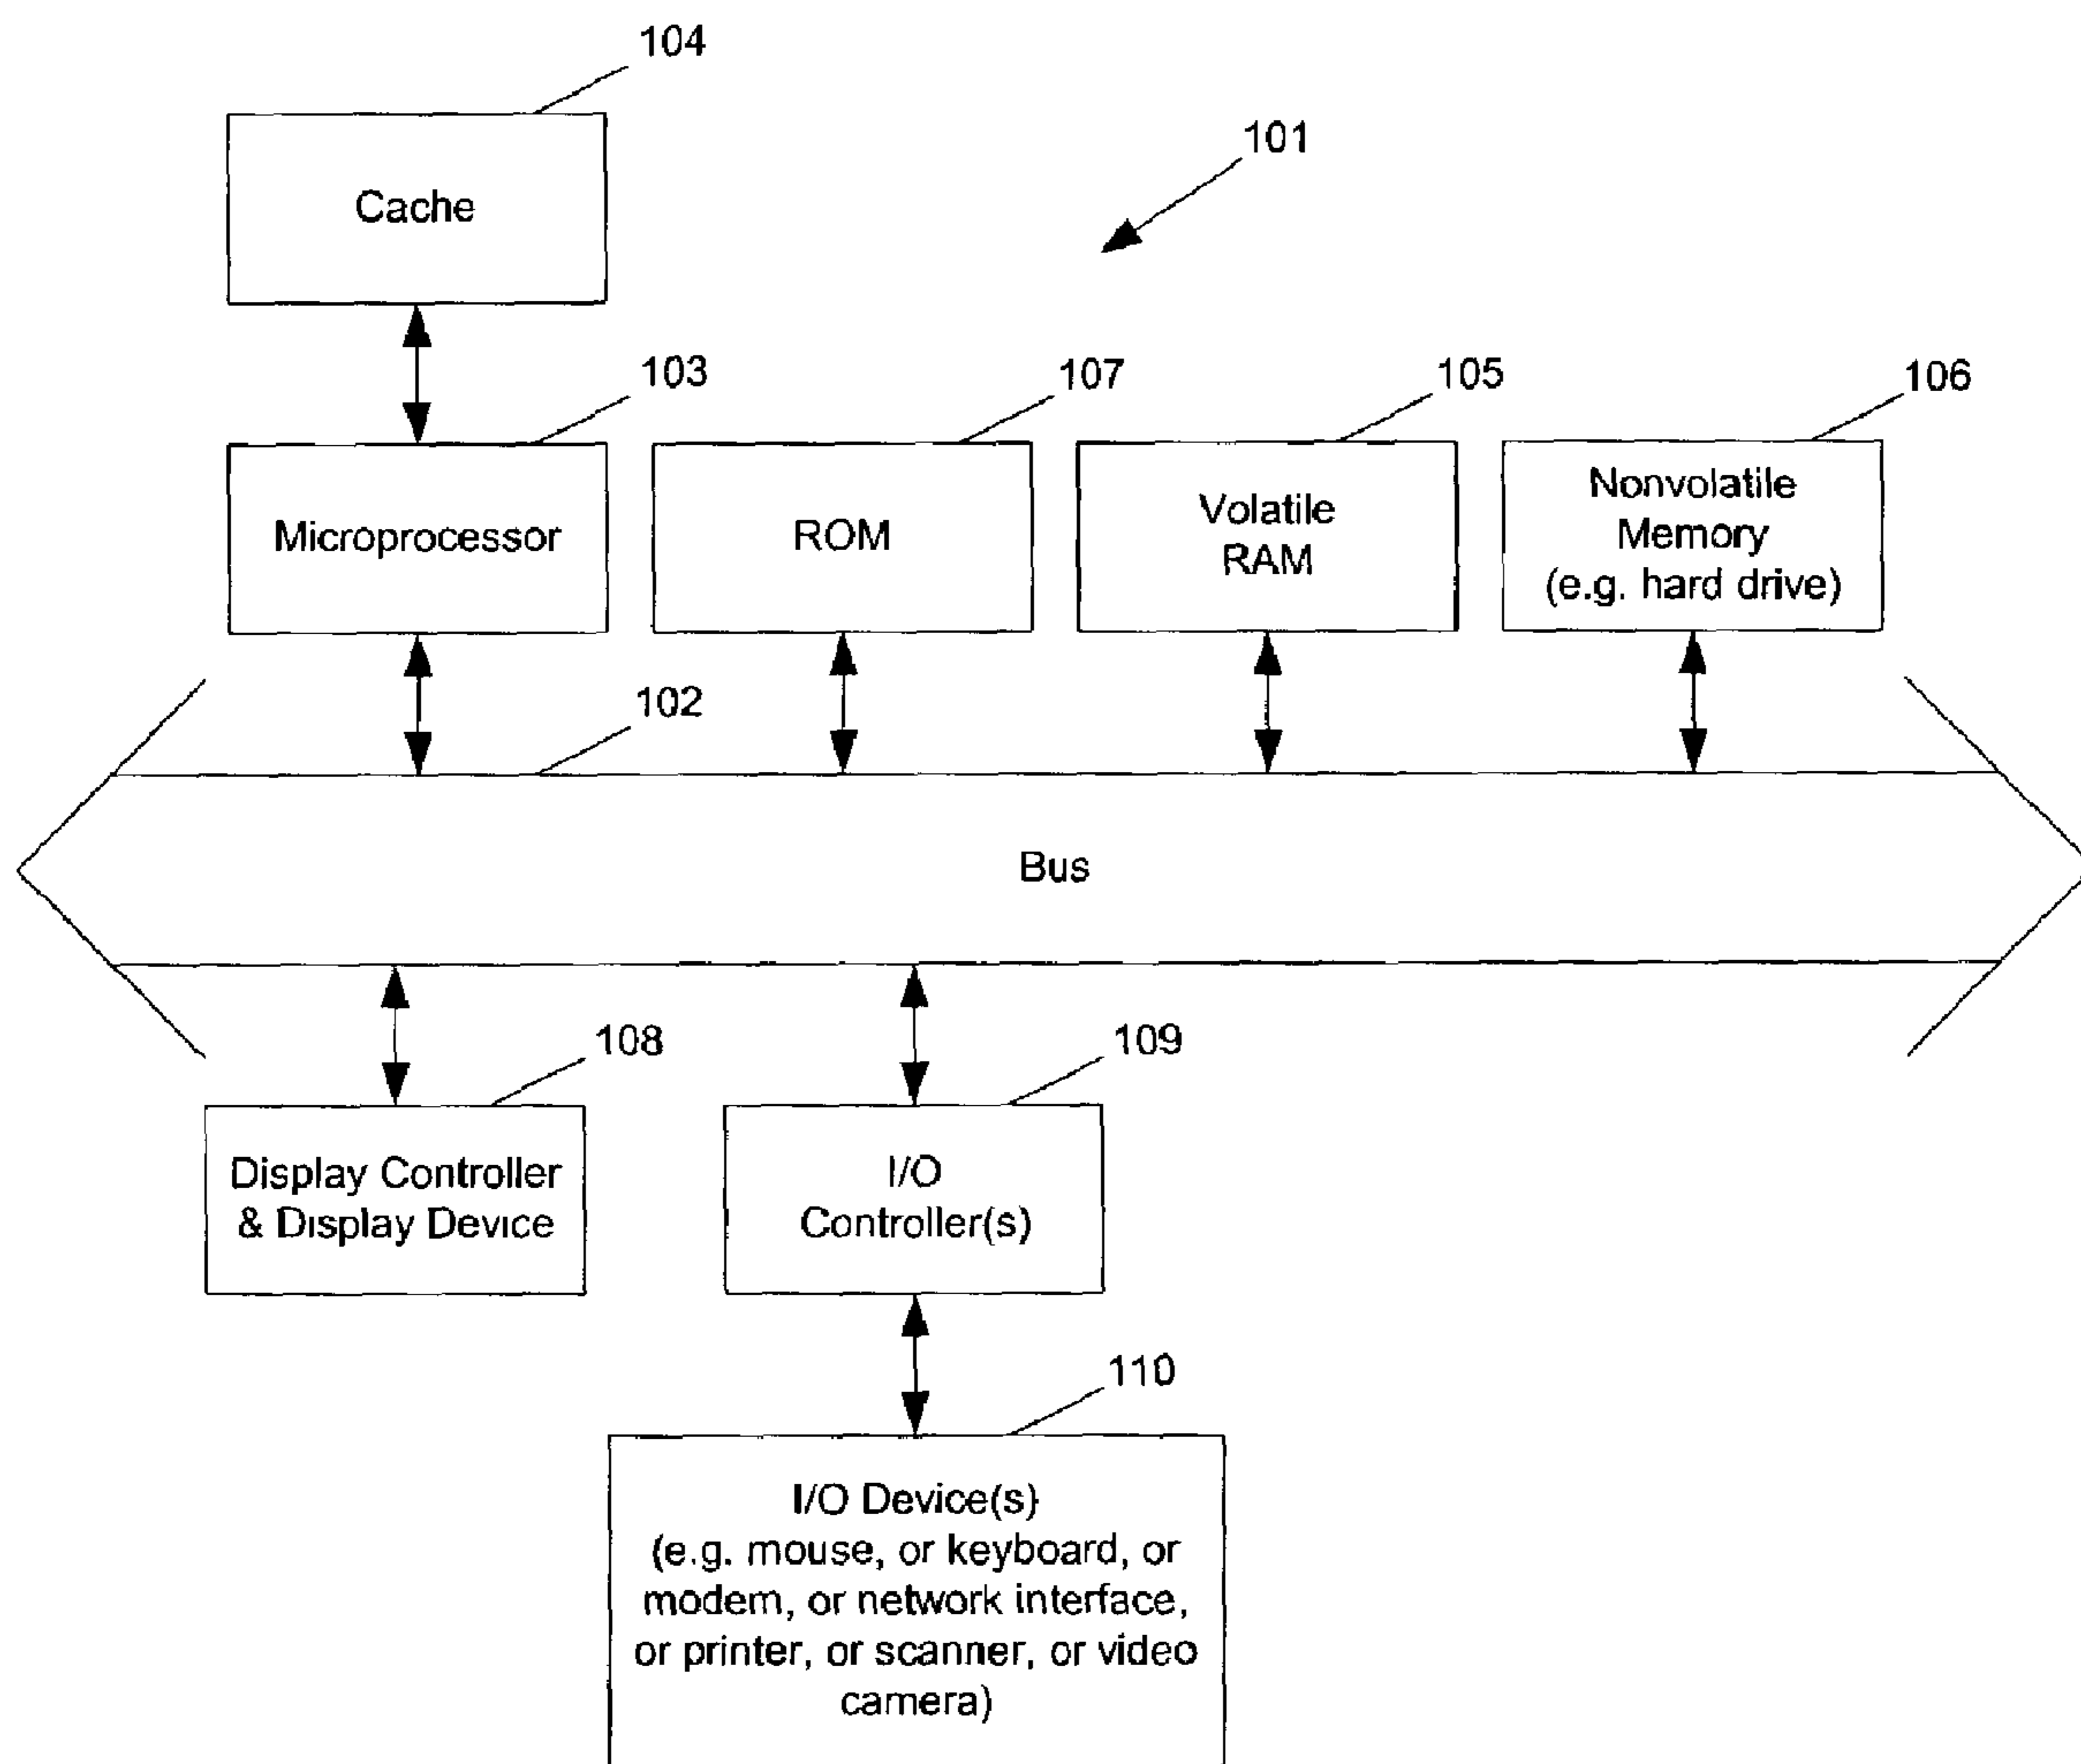 104
Cache
101
103
107
105
106
Microprocessor
ROM
Volatile
RAM
Nonvolatile
Memory
(e.g. hard drive)
102
Bus
108
109
Display Controller
& Display Device
I/O
Controller(s)
110
I/O Device(s)
(e.g. mouse, or keyboard, or
modem, or network interface,
or printer, or scanner, or video
camera)